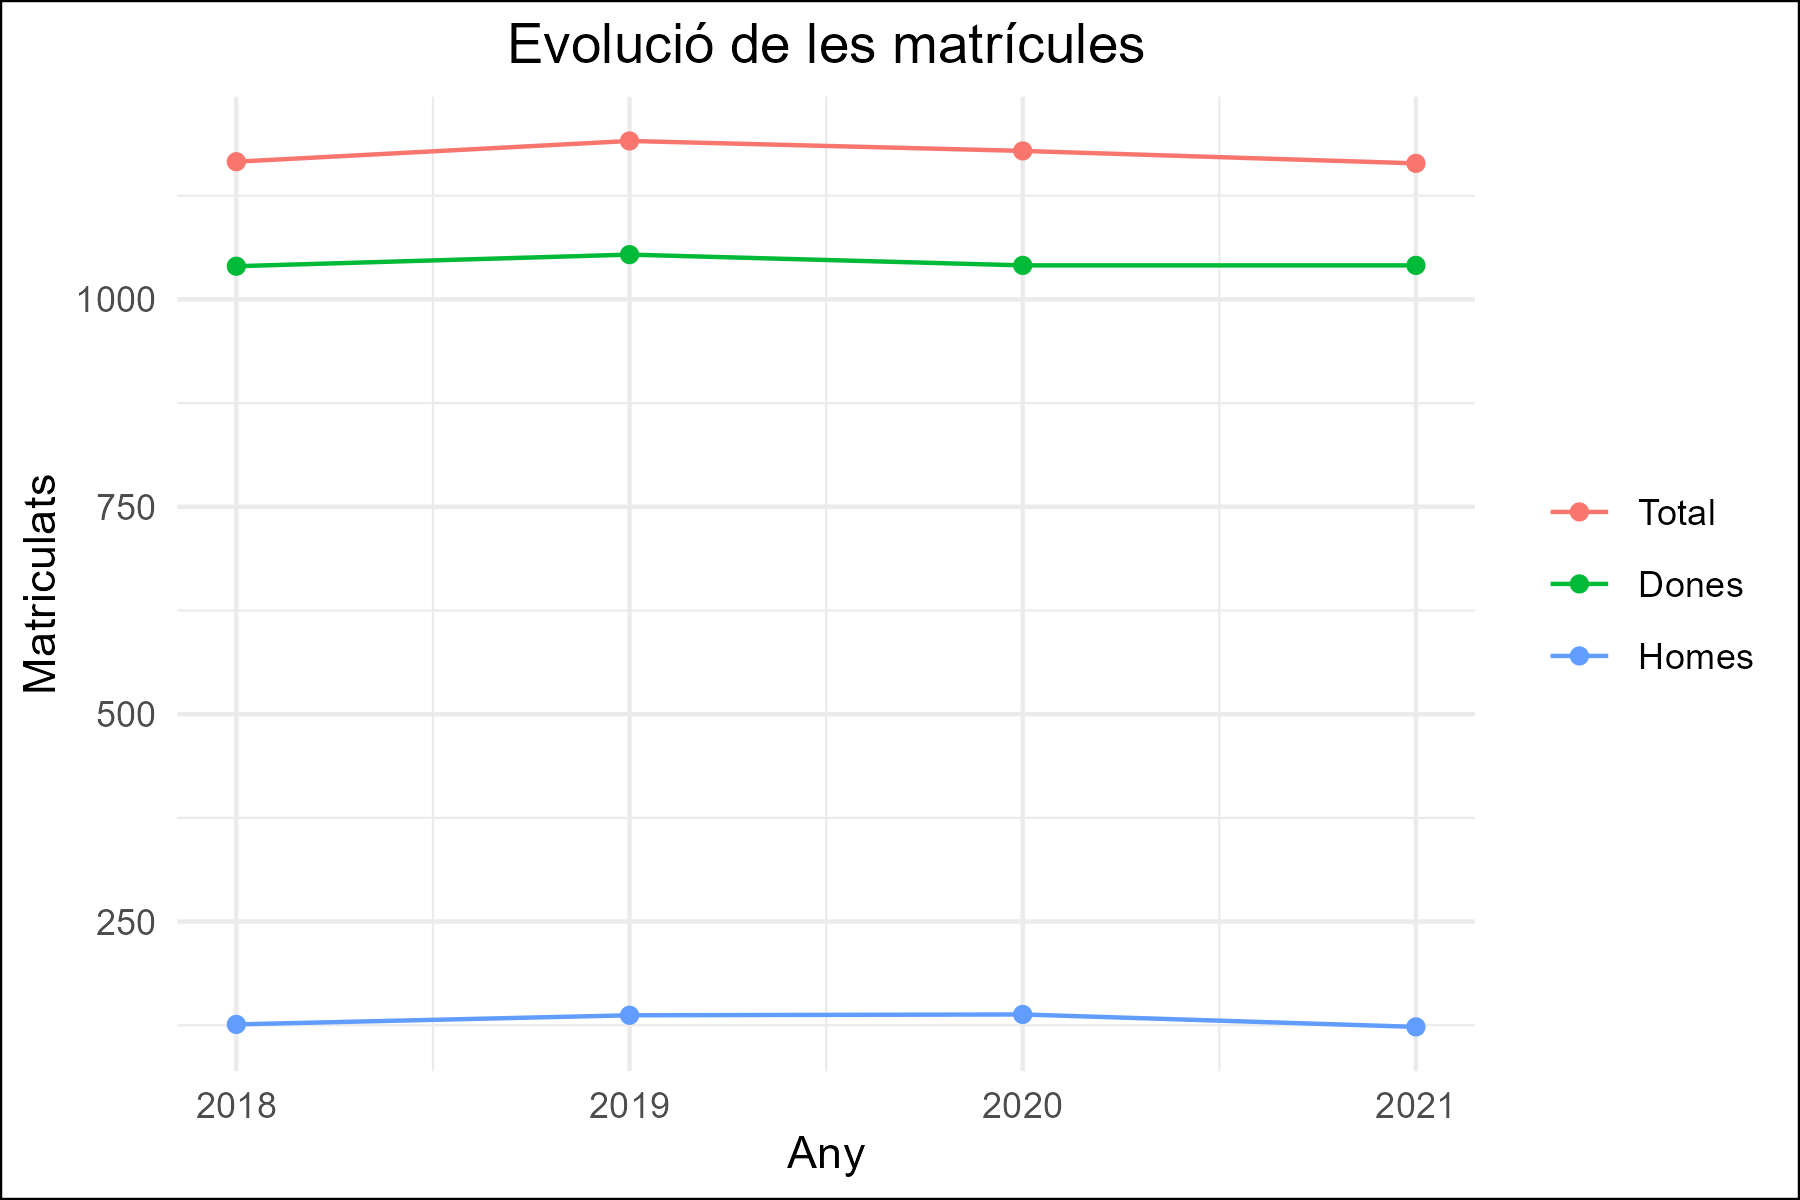 Evolució de les matrícules
Matriculats
1000
750
500
250
2018
2019
2020
2021
Any
Total
Dones
Homes